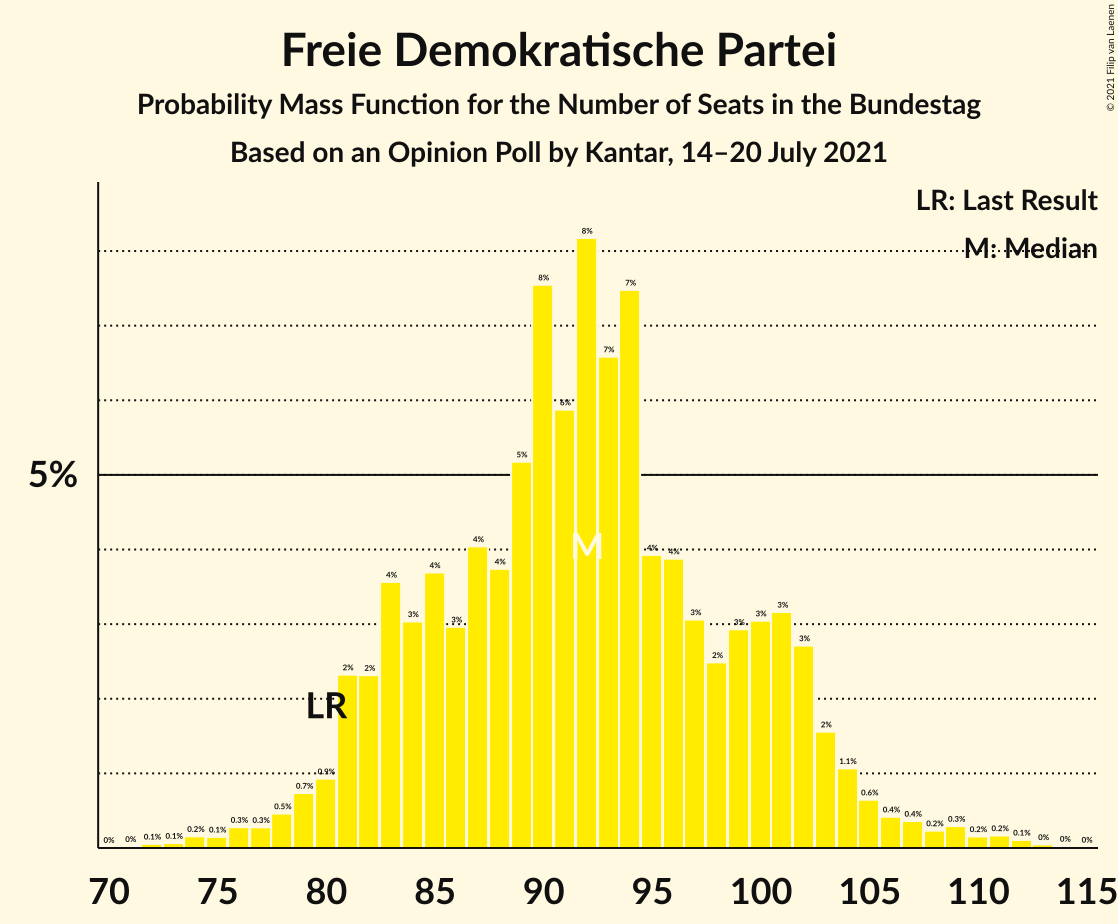 Freie Demokratische Partei
Probability Mass Function for the Number of Seats in the Bundestag
Based on an Opinion Poll by Kantar, 14–20 July 2021
© 2021 Filip van Laenen
LR: Last Result
M: Median
5%
0% 0% 0.1% 0.1% 0.2% 0.1% 0.3% 0.3% 0.5% 0.7% 0.9% 2% 2% 4% 3% 4% 3% 4% 4% 5% 8% 6% 8% 7% 7% 4% 4% 3% 2% 3% 3% 3% 3% 2% 1.1% 0.6% 0.4% 0.4% 0.2% 0.3% 0.2% 0.2% 0.1% 0% 0% 0%
M
LR
70 75 80 85 90 95 100 105 110 115